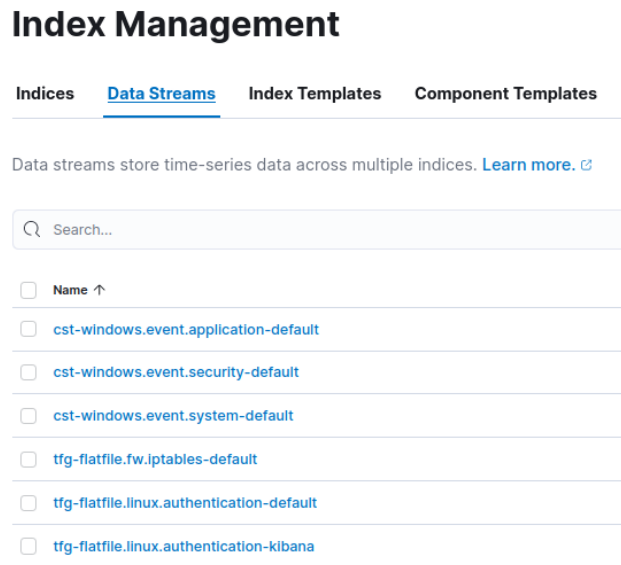 Index Management
Indices Data Streams Index Templates Component Templates
Data streams store time-series data across multiple indices. Learn more.
Search...
Name
cst-windows.event.application-default
cst-windows.event.security-default
cst-windows.event.system-default
tfg-flatfile.fw.iptables-default
tfg-flatfile.linux.authentication-default
tfg-flatfile.linux.authentication-kibana